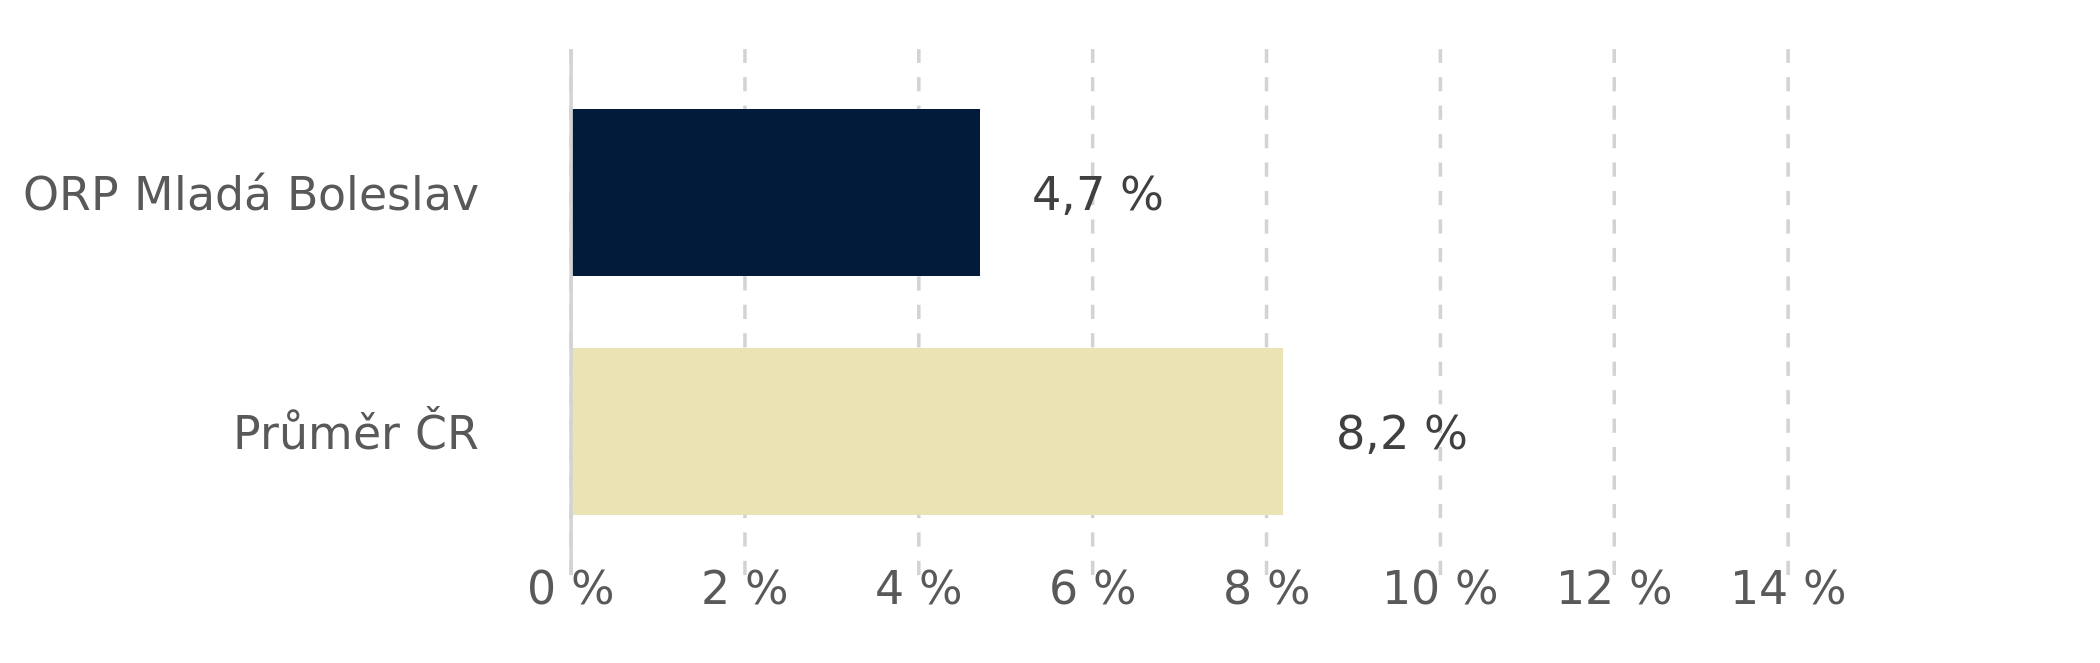 ORP Mladá Boleslav
4,7 %
Průměr ČR
8,2 %
0 % 2 % 4 % 6 % 8 % 10 % 12 % 14 %